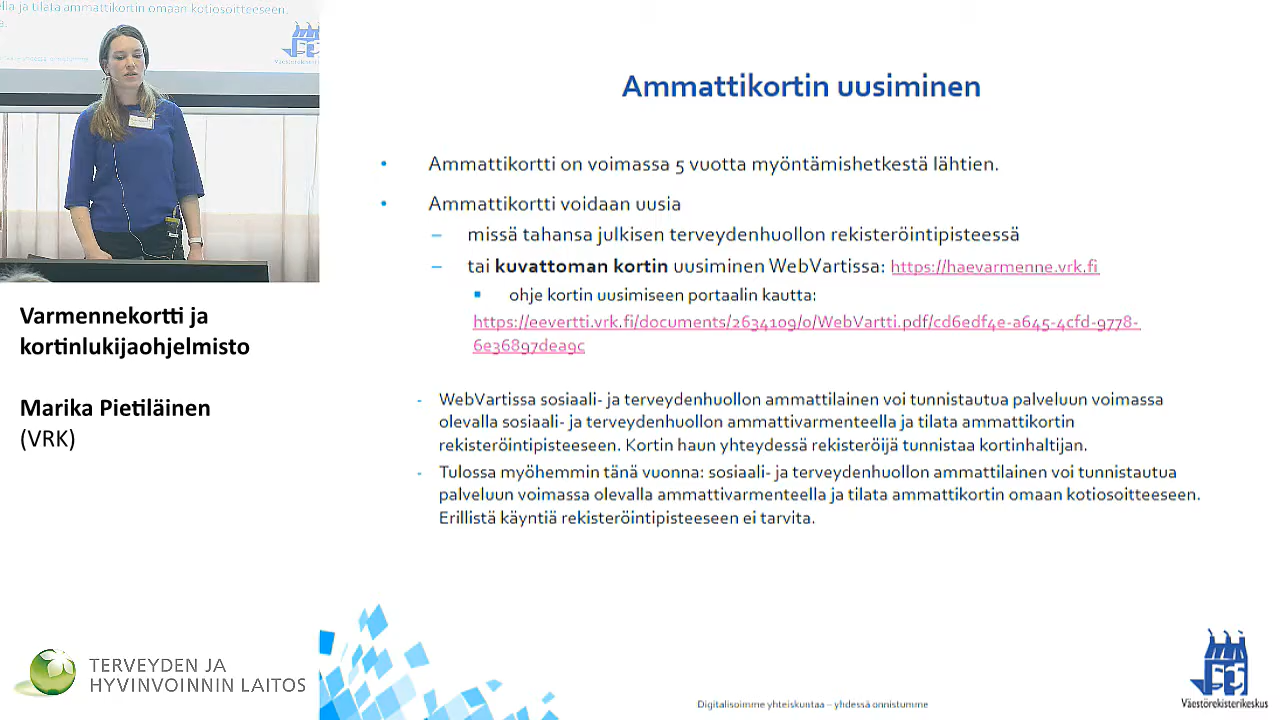 lla ja tilata ammattikortin omaan kotiosoitteeseen.
Varmennekortti ja
kortinlukijaohjelmisto
Marika Pietiläinen
(VRK)
TERVEYDEN JA
HYVINVOINNIN LAITOS
Ammattikortin uusiminen
• Ammattikortti on voimassa 5 vuotta myöntämishetkestä lähtien.
• Ammattikortti voidaan uusia
– missä tahansa julkisen terveydenhuollon rekisteröintipisteessä
– tai kuvattoman kortin uusiminen WebVartissa: https://haevarmenne.vrk.fi
▪ ohje kortin uusimiseen portaalin kautta:
https://eevertti.vrk.fi/documents/2634109/0/WebVartti.pdf/cd6edf4e-a645-4cfd-9778-
6e36897dea9c
- WebVartissa sosiaali- ja terveydenhuollon ammattilainen voi tunnistautua palveluun voimassa
olevalla sosiaali- ja terveydenhuollon ammattivarmenteella ja tilata ammattikortin
rekisteröintipisteeseen. Kortin haun yhteydessä rekisteröijä tunnistaa kortinhaltijan.
- Tulossa myöhemmin tänä vuonna: sosiaali- ja terveydenhuollon ammattilainen voi tunnistautua
palveluun voimassa olevalla ammattivarmenteella ja tilata ammattikortin omaan kotiosoitteeseen.
Erillistä käyntiä rekisteröintipisteeseen ei tarvita.
Digitalisoimme yhteiskuntaa – yhdessä onnistumme
Väestörekisterikeskus